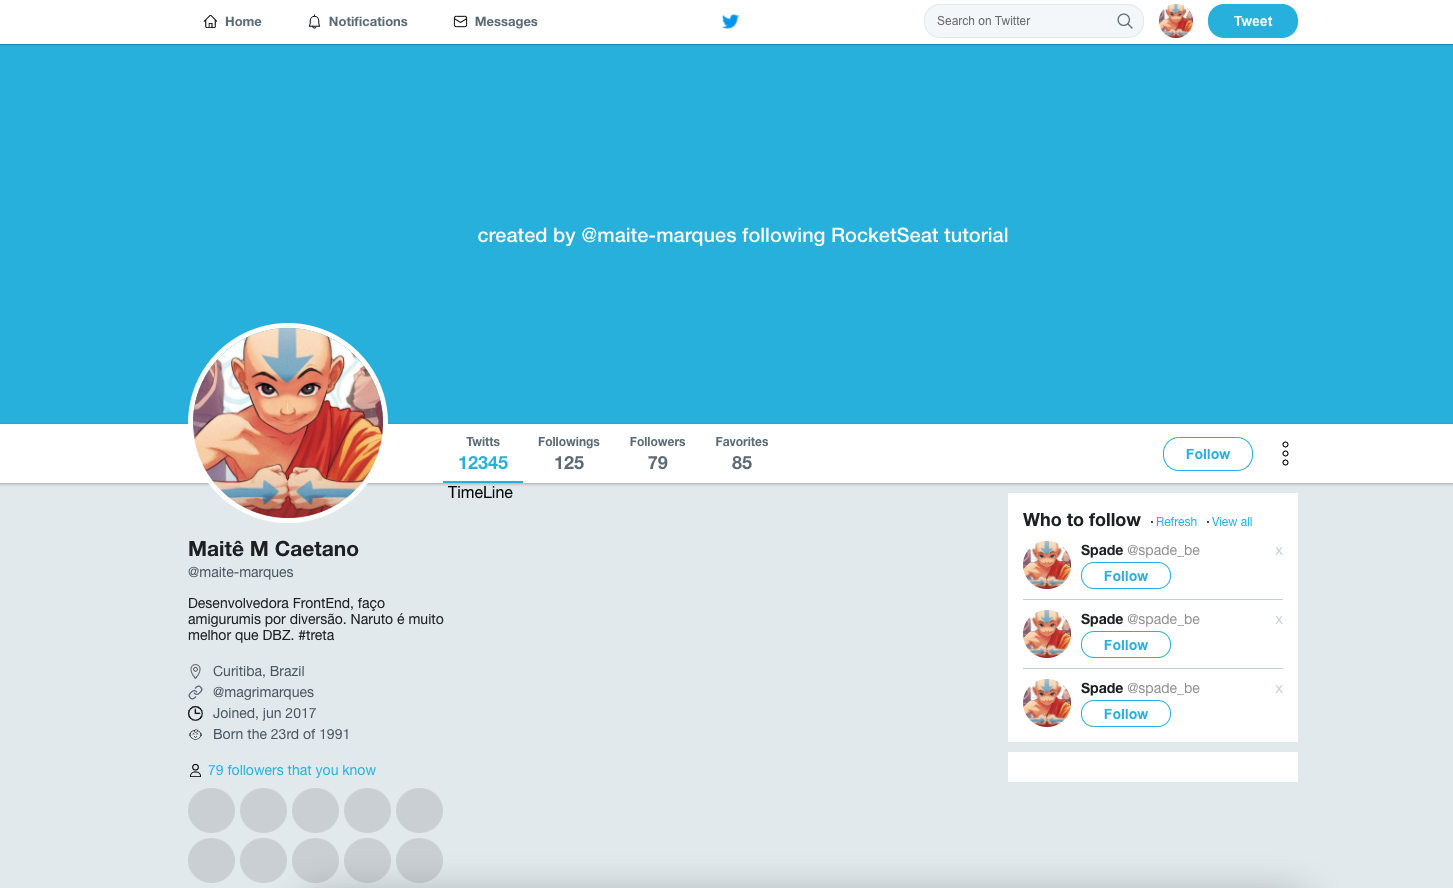 Home
Notifications
Messages
Search on Twitter
Tweet
created by @maite-marques following RocketSeat tutorial
Twitts
12345
Followings
125
Followers
79
Favorites
85
Follow
TimeLine
Maitê M Caetano
@maite-marques
Desenvolvedora FrontEnd, faço
amigurumis por diversão. Naruto é muito
melhor que DBZ. #treta
Curitiba, Brazil
@magrimarques
Joined, jun 2017
Born the 23rd of 1991
79 followers that you know
Who to follow · Refresh · View all
Spade @spade_be x
Follow
Spade @spade_be x
Follow
Spade @spade_be x
Follow